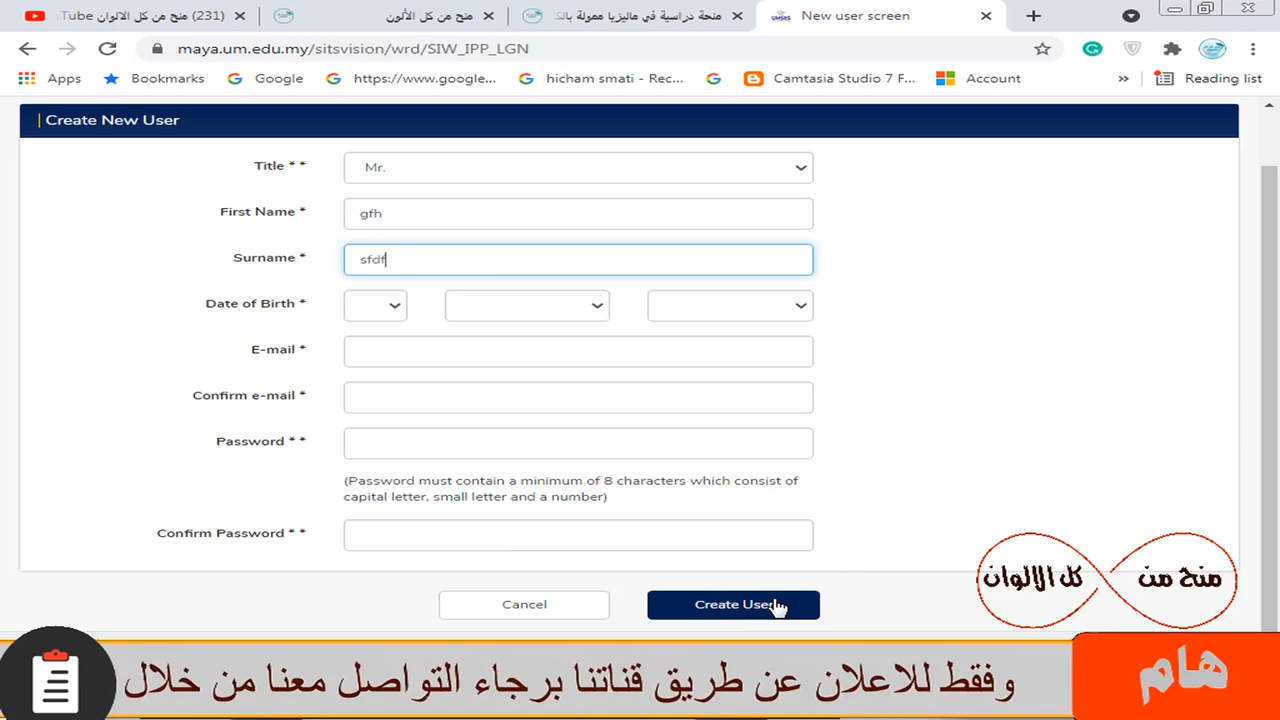 (231) منح من كل الالوان Tube
منح من كل الألون
منحة دراسية في ماليزيا ممولة بالك
New user screen
maya.um.edu.my/sitsvision/wrd/SIW_IPP_LGN
Apps Bookmarks Google https://www.google... hicham smati - Rec... Camtasia Studio 7 F... Account » Reading list
Create New User
Title * * Mr.
First Name * gfh
Surname * sfdf
Date of Birth *
E-mail *
Confirm e-mail *
Password * *
(Password must contain a minimum of 8 characters which consist of
capital letter, small letter and a number)
Confirm Password * *
Cancel Create User
منح من كل الالوان
هام
وفقط للاعلان عن طريق قناتنا برجاء التواصل معنا من خلال